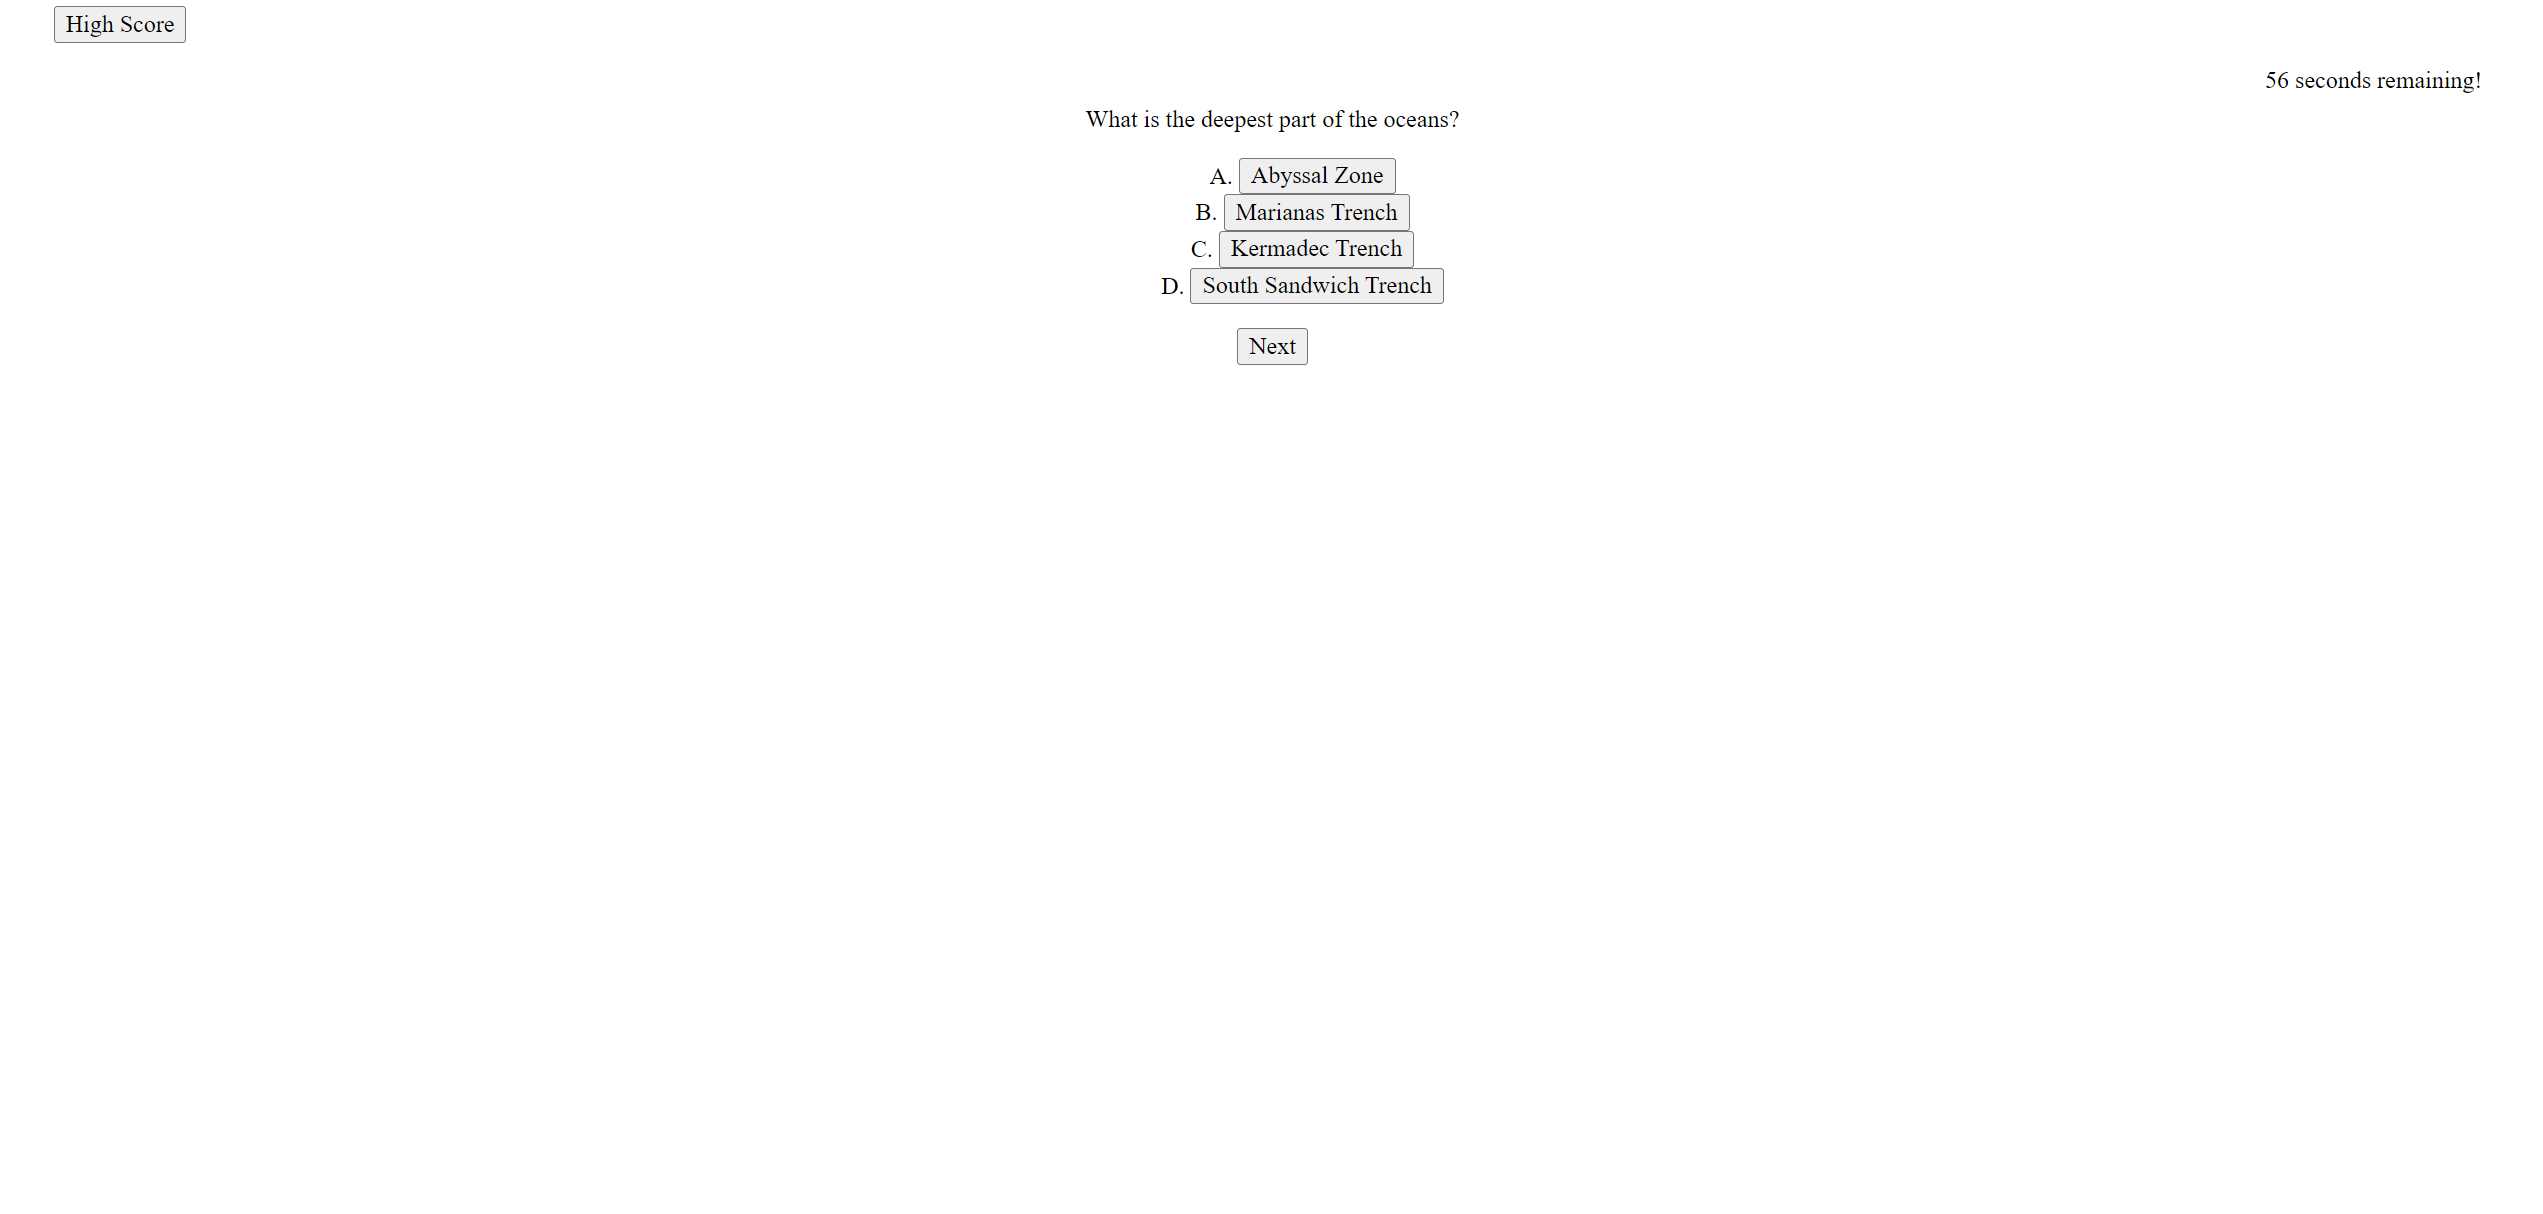 High Score
56 seconds remaining!
What is the deepest part of the oceans?
A. Abyssal Zone
B. Marianas Trench
C. Kermadec Trench
D. South Sandwich Trench
Next